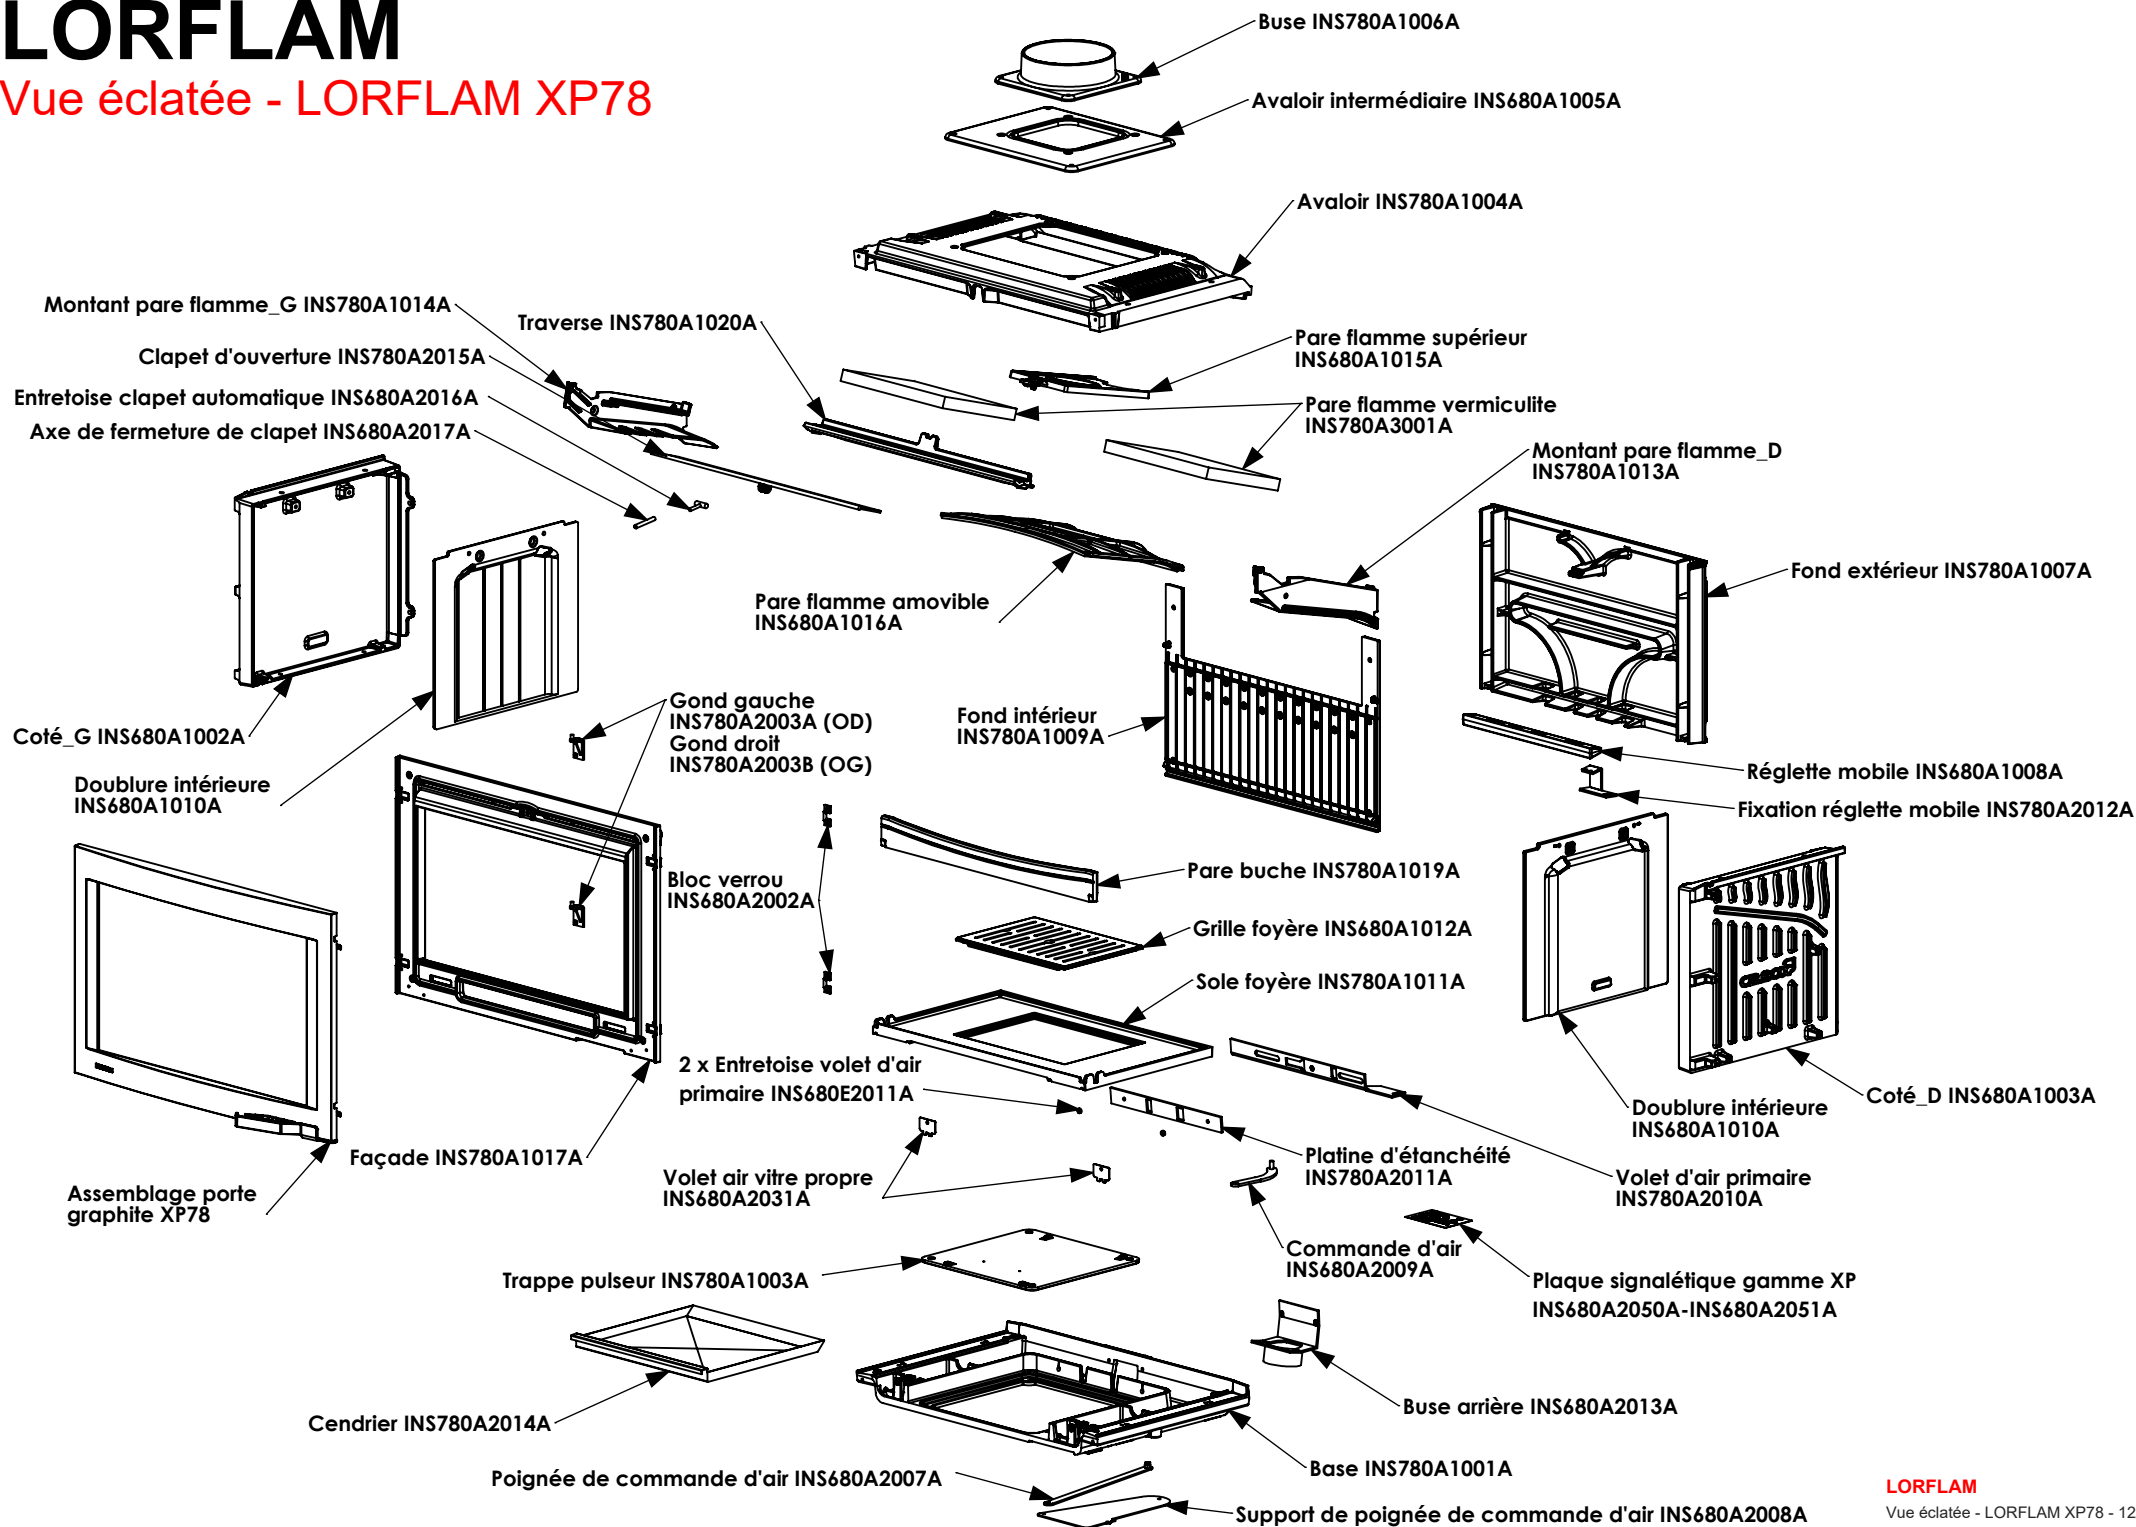 LORFLAM
Vue éclatée - LORFLAM XP78
Buse INS780A1006A
Avaloir intermédiaire INS680A1005A
Avaloir INS780A1004A
Montant pare flamme_G INS780A1014A
Traverse INS780A1020A
Clapet d'ouverture INS780A2015A
Pare flamme supérieur
INS680A1015A
Entretoise clapet automatique INS680A2016A
Pare flamme vermiculite
INS780A3001A
Axe de fermeture de clapet INS680A2017A
Montant pare flamme_D
INS780A1013A
Fond extérieur INS780A1007A
Pare flamme amovible
INS680A1016A
Gond gauche
INS780A2003A (OD)
Gond droit
INS780A2003B (OG)
Fond intérieur
INS780A1009A
Coté_G INS680A1002A
Doublure intérieure
INS680A1010A
Réglette mobile INS680A1008A
Fixation réglette mobile INS780A2012A
Bloc verrou
INS680A2002A
Pare buche INS780A1019A
Grille foyère INS680A1012A
Sole foyère INS780A1011A
2 x Entretoise volet d'air
primaire INS680E2011A
Coté_D INS680A1003A
Doublure intérieure
INS680A1010A
Façade INS780A1017A
Platine d'étanchéité
INS780A2011A
Volet d'air primaire
INS780A2010A
Volet air vitre propre
INS680A2031A
Assemblage porte
graphite XP78
Commande d'air
INS680A2009A
Trappe pulseur INS780A1003A
Plaque signalétique gamme XP
INS680A2050A-INS680A2051A
Buse arrière INS680A2013A
Cendrier INS780A2014A
Base INS780A1001A
Poignée de commande d'air INS680A2007A
Support de poignée de commande d'air INS680A2008A
LORFLAM
Vue éclatée - LORFLAM XP78 - 12